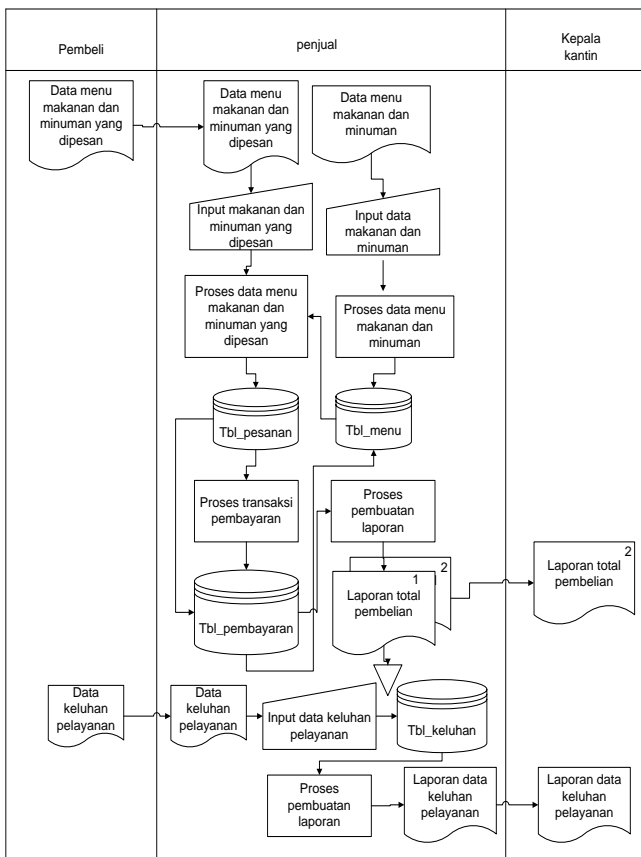 Pembeli
penjual
Kepala
kantin
Data menu
makanan dan
minuman yang
dipesan
Data menu
makanan dan
minuman yang
dipesan
Data menu
makanan dan
minuman
Input makanan dan
minuman yang
dipesan
Input data
makanan dan
minuman
Proses data menu
makanan dan
minuman yang
dipesan
Proses data menu
makanan dan
minuman
Tbl_pesanan
Tbl_menu
Proses transaksi
pembayaran
Proses
pembuatan
laporan
Tbl_pembayaran
2
1
Laporan total
pembelian
2
Laporan total
pembelian
Data
keluhan
pelayanan
Data
keluhan
pelayanan
Input data keluhan
pelayanan
Tbl_keluhan
Proses
pembuatan
laporan
Laporan data
keluhan
pelayanan
Laporan data
keluhan
pelayanan